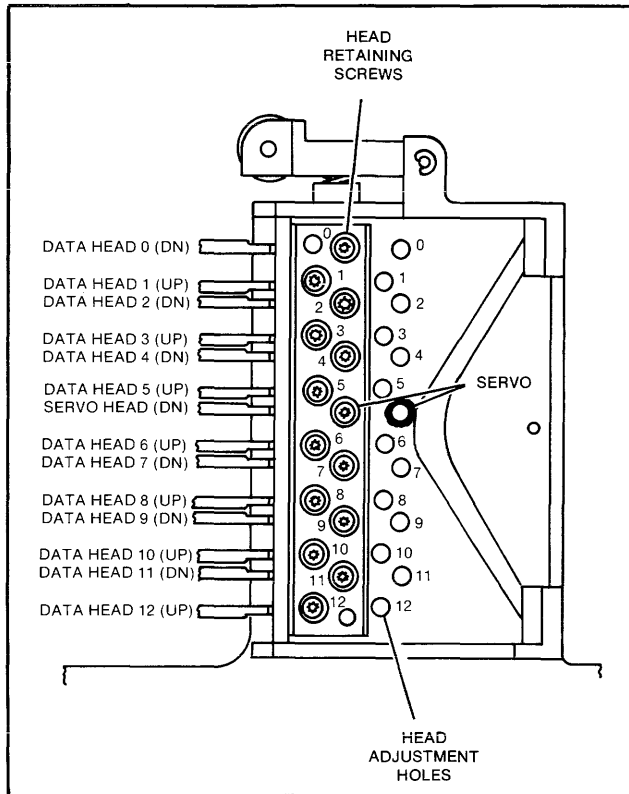 HEAD
RETAINING
SCREWS
DATA HEAD 0 (DN)
DATA HEAD 1 (UP)
DATA HEAD 2 (DN)
DATA HEAD 3 (UP)
DATA HEAD 4 (DN)
DATA HEAD 5 (UP)
SERVO HEAD (DN)
DATA HEAD 6 (UP)
DATA HEAD 7 (DN)
DATA HEAD 8 (UP)
DATA HEAD 9 (DN)
DATA HEAD 10 (UP)
DATA HEAD 11 (DN)
DATA HEAD 12 (UP)
0
1
2
3
4
5
6
7
8
9
10
11
12
0
1
2
3
4
5
SERVO
6
7
8
9
10
11
12
HEAD
ADJUSTMENT
HOLES